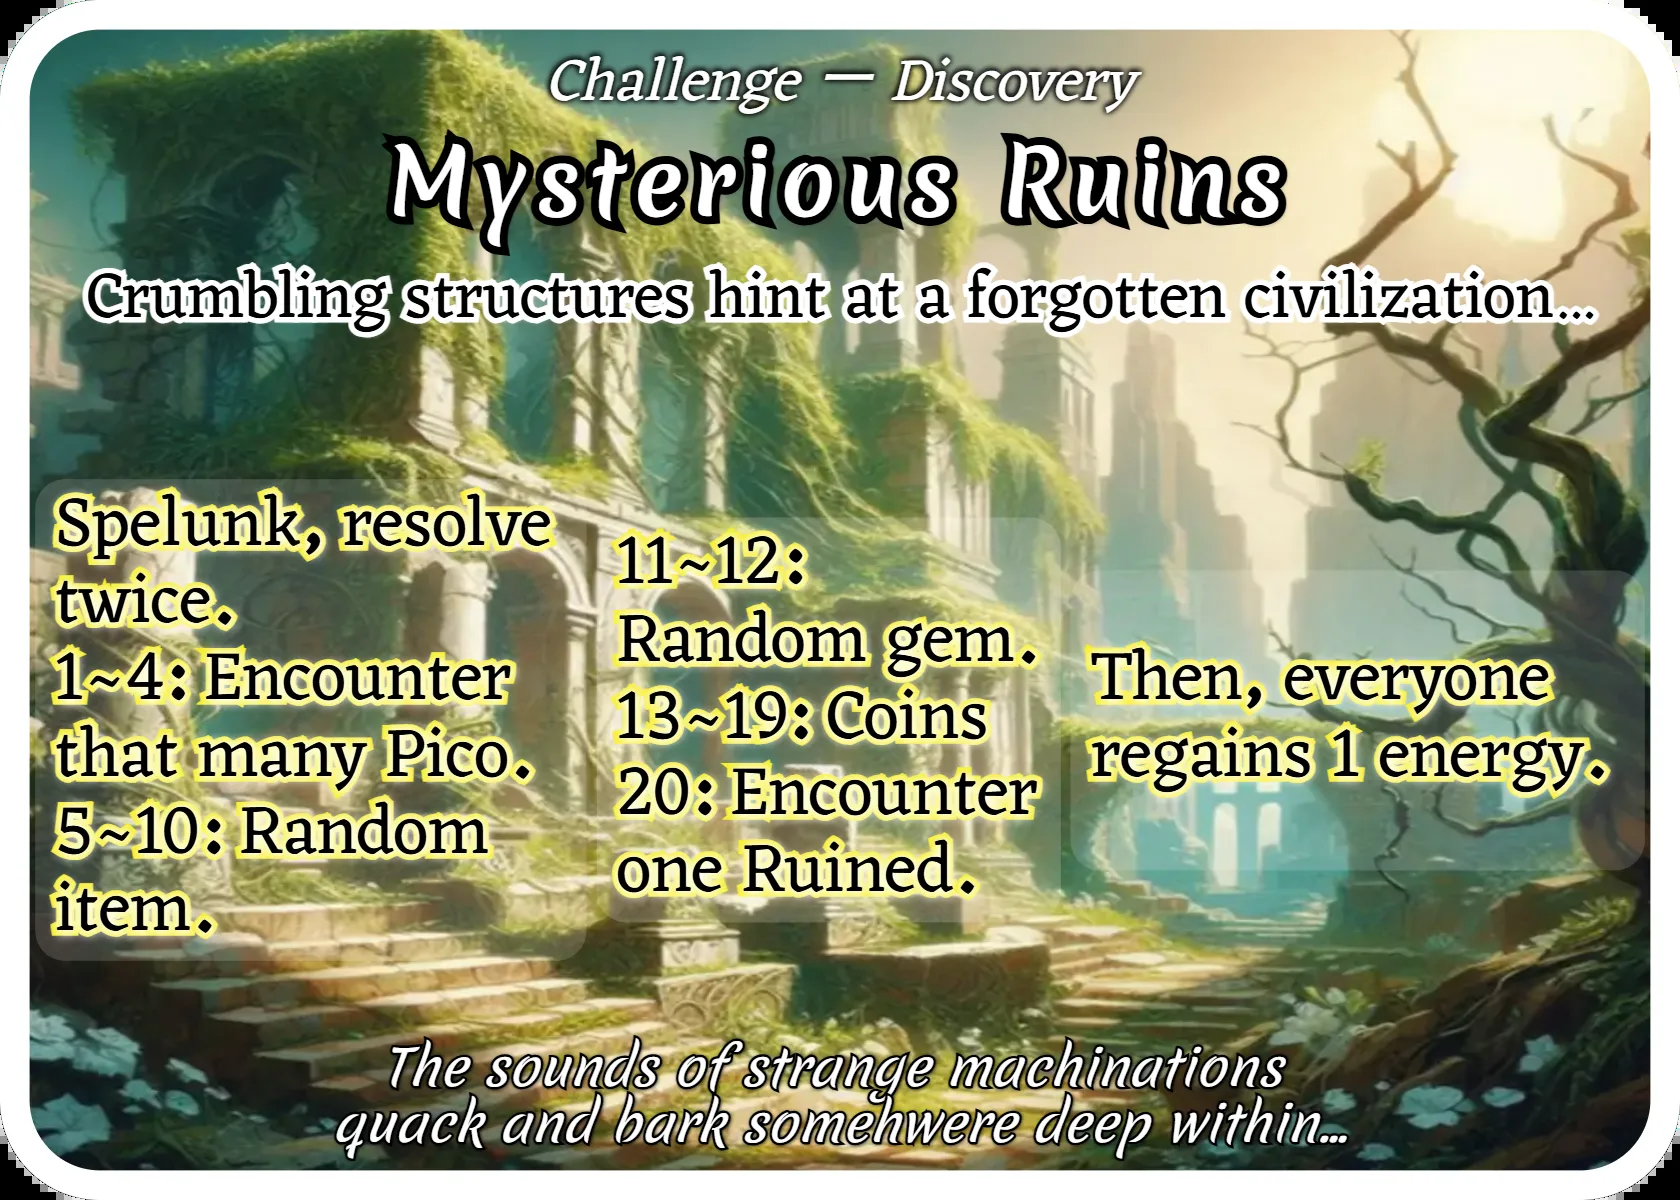 Challenge — Discovery
Mysterious Ruins
Crumbling structures hint at a forgotten civilization...
Spelunk, resolve
twice.
1~4: Encounter
that many Pico.
5~10: Random
item.
11~12:
Random gem.
13~19: Coins
20: Encounter
one Ruined.
Then, everyone
regains 1 energy.
The sounds of strange machinations
quack and bark somehwere deep within...